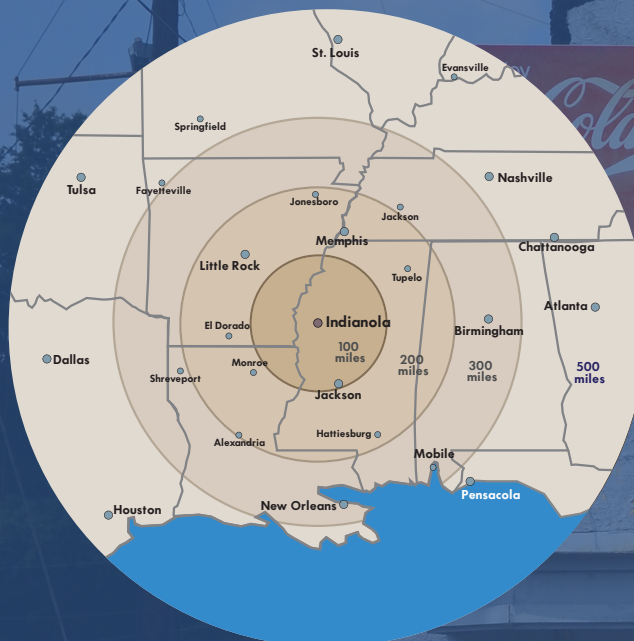 St. Louis
Evansville
Springfield
Tulsa
Fayetteville
Jonesboro
Jackson
Nashville
Memphis
Chattanooga
Little Rock
Tupelo
Atlanta
El Dorado
Indianola
Birmingham
100
miles
200
miles
300
miles
500
miles
Dallas
Monroe
Shreveport
Jackson
Alexandria
Hattiesburg
Mobile
Pensacola
New Orleans
Houston